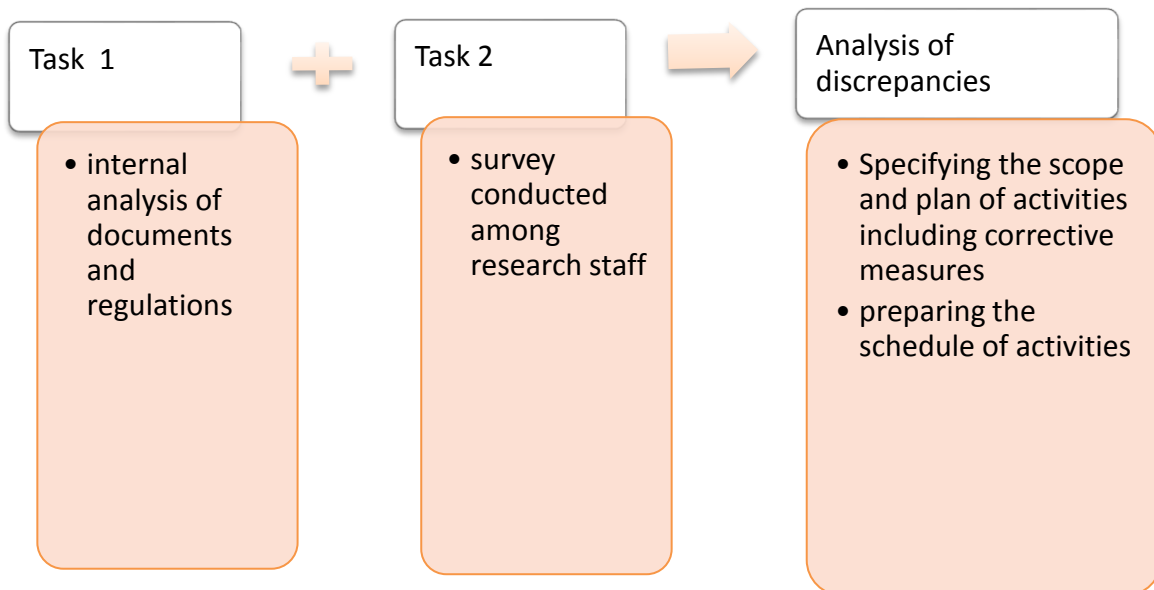 Task 1
• internal
analysis of
documents
and
regulations
Task 2
• survey
conducted
among
research staff
Analysis of
discrepancies
• Specifying the scope
and plan of activities
including corrective
measures
• preparing the
schedule of activities